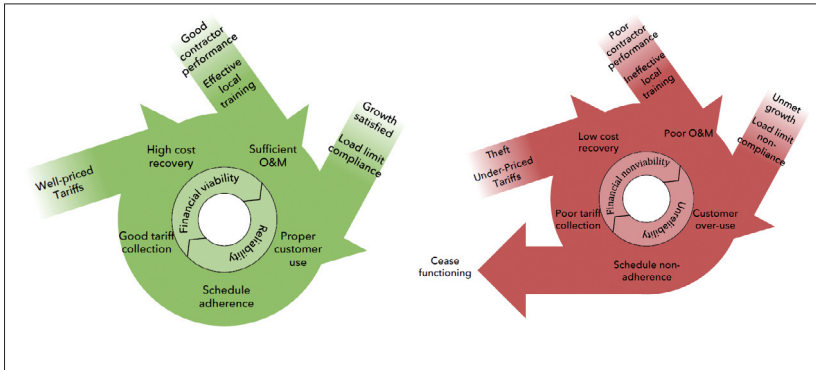 Good
contractor
performance
Effective
local
training
Growth
satisfied
Load limit
compliance
Well-priced
Tariffs
High cost
recovery
Sufficient
O&M
Financial viability
Reliability
Good tariff
collection
Proper
customer
use
Schedule
adherence
Poor
contractor
performance
Ineffective
local
training
Unmet
growth
Load limit
non-
compliance
Theft
Under-Priced
Tariffs
Low cost
recovery
Poor O&M
Financial nonviability
Unreliability
Poor tariff
collection
Customer
over-use
Schedule non-
adherence
Cease
functioning